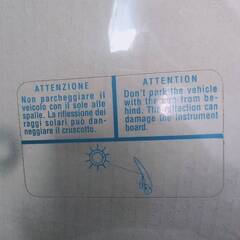 ATTENZIONE
Non parcheggiare il
veicolo con il sole alle
spalle. La riflessione dei
raggi solari può dan-
neggiare il cruscotto.
ATTENTION
Don't park the vehicle
with the sun from be-
hind. The reflection can
damage the instrument
board.